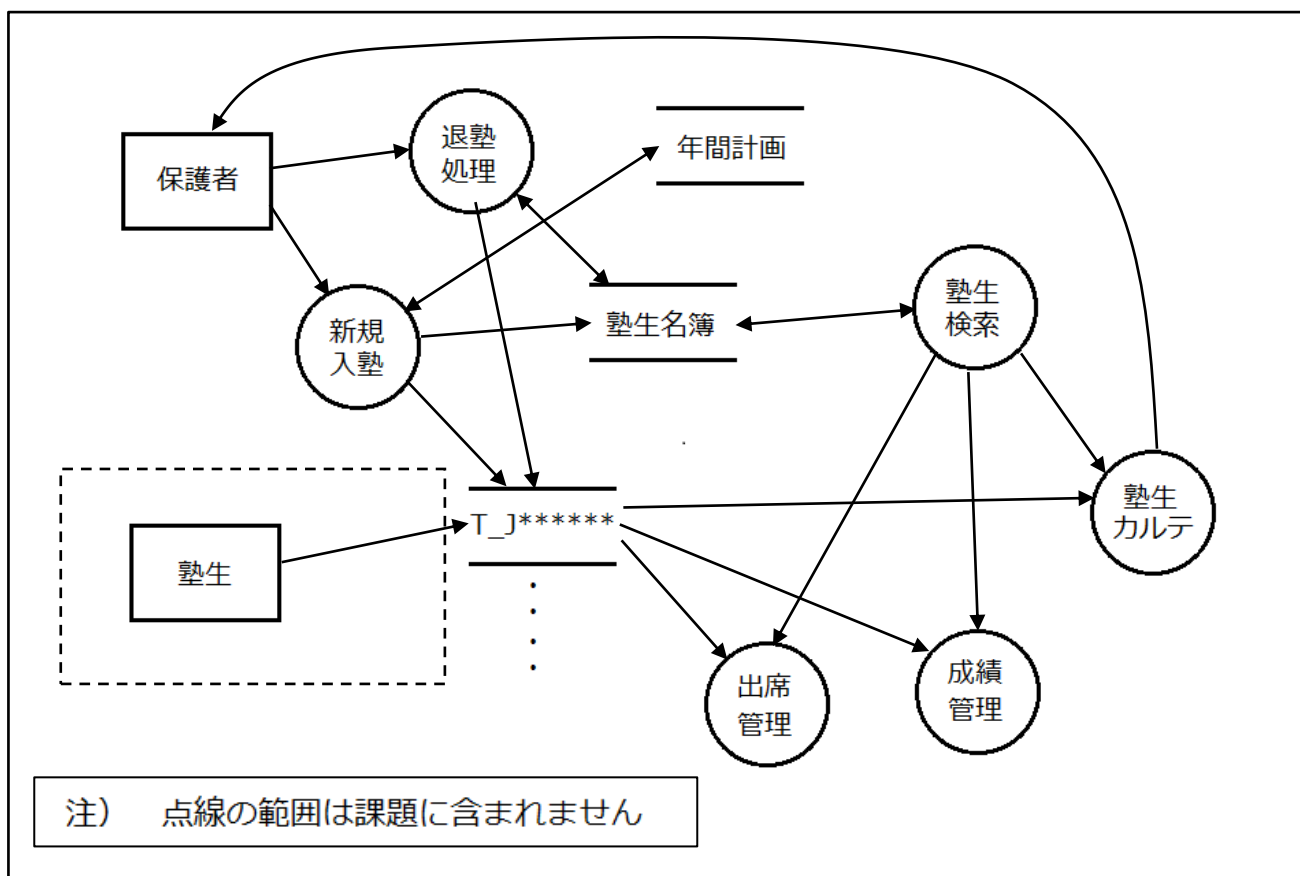 退塾
処理
年間計画
保護者
塾生
検索
新規
入塾
塾生名簿
塾生
カルテ
T_J******
塾生
出席
管理
成績
管理
注） 点線の範囲は課題に含まれません